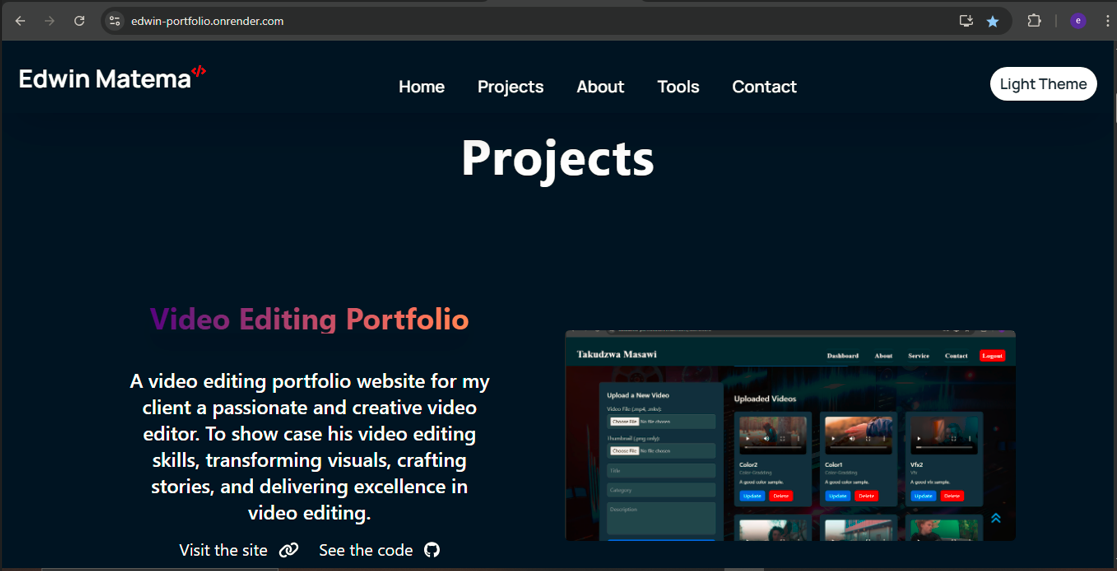 edwin-portfolio.onrender.com
e
Edwin Matema</>
Home Projects About Tools Contact
Light Theme
Projects
Video Editing Portfolio
A video editing portfolio website for my
client a passionate and creative video
editor. To show case his video editing
skills, transforming visuals, crafting
stories, and delivering excellence in
video editing.
Visit the site
See the code
Takudzwa Masawi
Dashboard About Service Contact Logout
Upload a New Video
Choose File No file chosen
Thumbnail (.png only):
Choose File No file chosen
Title
Category
Description
Uploaded Videos
Color2
Color-Grading
A good color sample.
Update Delete
Color1
Color-Grading
A good color sample.
Update Delete
Vfx2
Vfx
A good vfx sample.
Update Delete